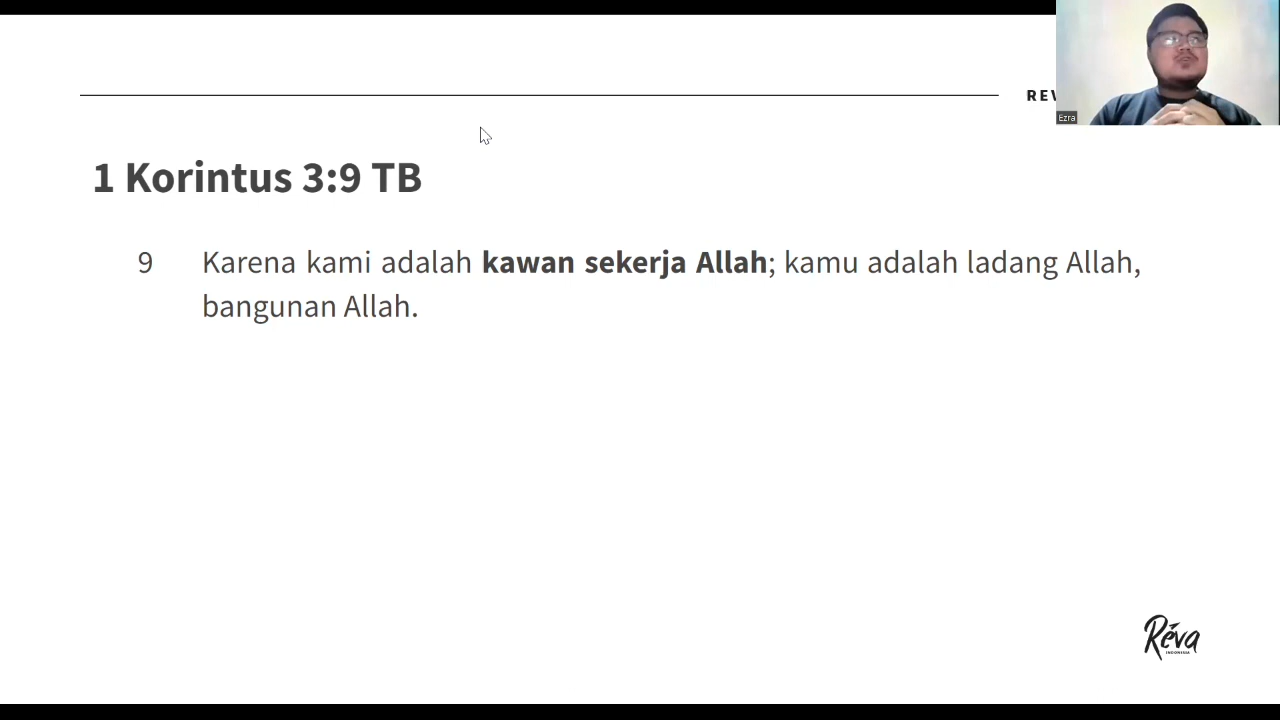 Ezra
1 Korintus 3:9 TB
9 Karena kami adalah kawan sekerja Allah; kamu adalah ladang Allah,
bangunan Allah.
Réva
INDONESIA